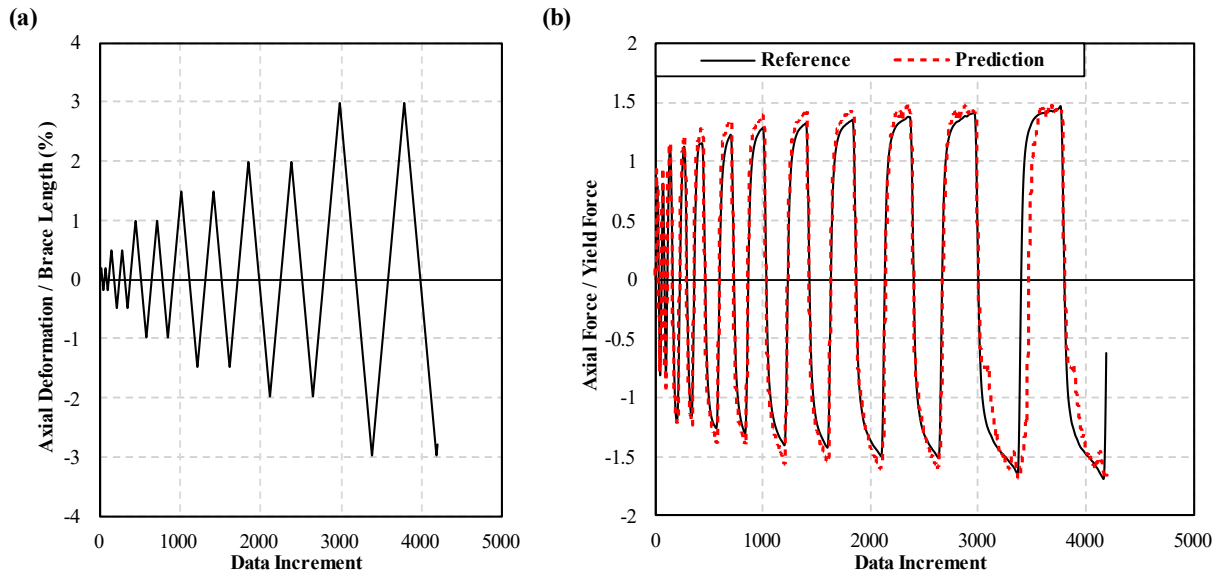 (a)
4
3
2
1
0
-1
-2
-3
-4
Axial Deformation / Brace Length (%)
0 1000 2000 3000 4000 5000
Data Increment
(b)
2
1.5
1
0.5
0
-0.5
-1
-1.5
-2
Axial Force / Yield Force
Reference Prediction
0 1000 2000 3000 4000 5000
Data Increment